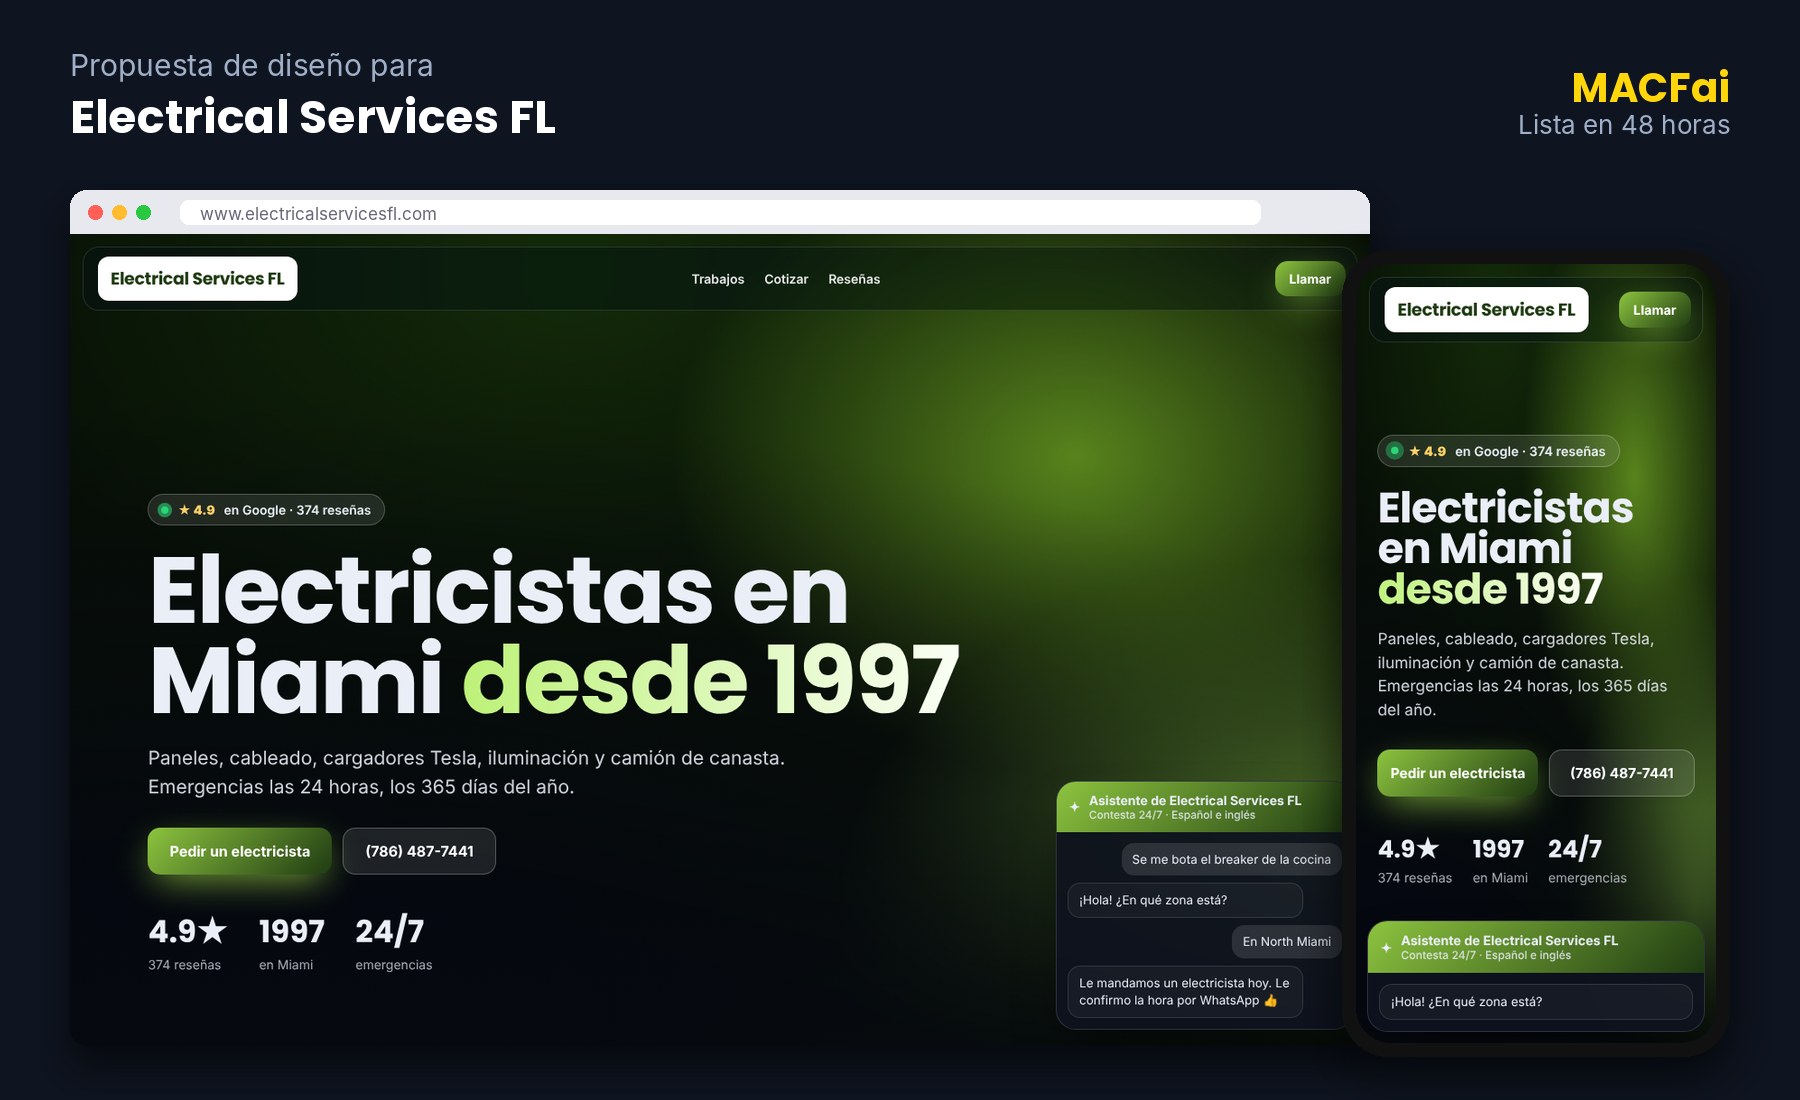 Propuesta de diseño para
Electrical Services FL
MACFai
Lista en 48 horas
www.electricalservicesfl.com
Electrical Services FL
Trabajos Cotizar Reseñas
Llamar
★ 4.9 en Google · 374 reseñas
Electricistas en
Miami desde 1997
Paneles, cableado, cargadores Tesla, iluminación y camión de canasta.
Emergencias las 24 horas, los 365 días del año.
Pedir un electricista
(786) 487-7441
4.9★ 1997 24/7
374 reseñas en Miami emergencias
Asistente de Electrical Services FL
Contesta 24/7 · Español e inglés
Se me bota el breaker de la cocina
¡Hola! ¿En qué zona está?
En North Miami
Le mandamos un electricista hoy. Le
confirmo la hora por WhatsApp 👍
Electrical Services FL
Llamar
★ 4.9 en Google · 374 reseñas
Electricistas
en Miami
desde 1997
Paneles, cableado, cargadores Tesla,
iluminación y camión de canasta.
Emergencias las 24 horas, los 365 días
del año.
Pedir un electricista
(786) 487-7441
4.9★ 1997 24/7
374 reseñas en Miami emergencias
Asistente de Electrical Services FL
Contesta 24/7 · Español e inglés
¡Hola! ¿En qué zona está?